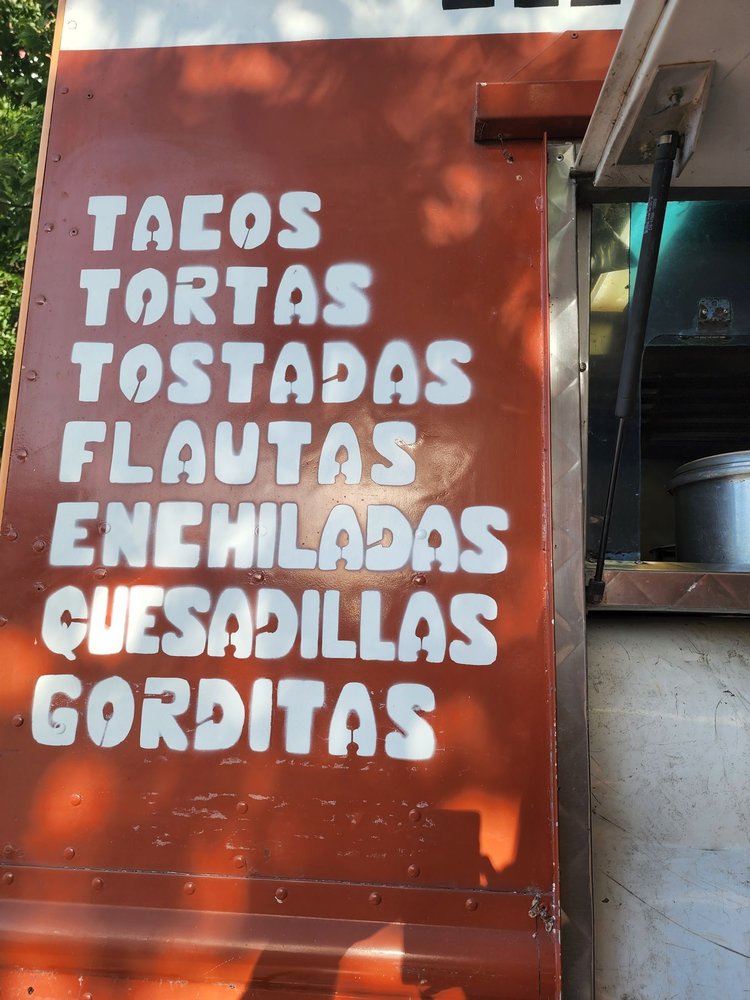 TACOS
TORTAS
TOSTADAS
FLAUTAS
ENCHILADAS
QUESADILLAS
GORDITAS